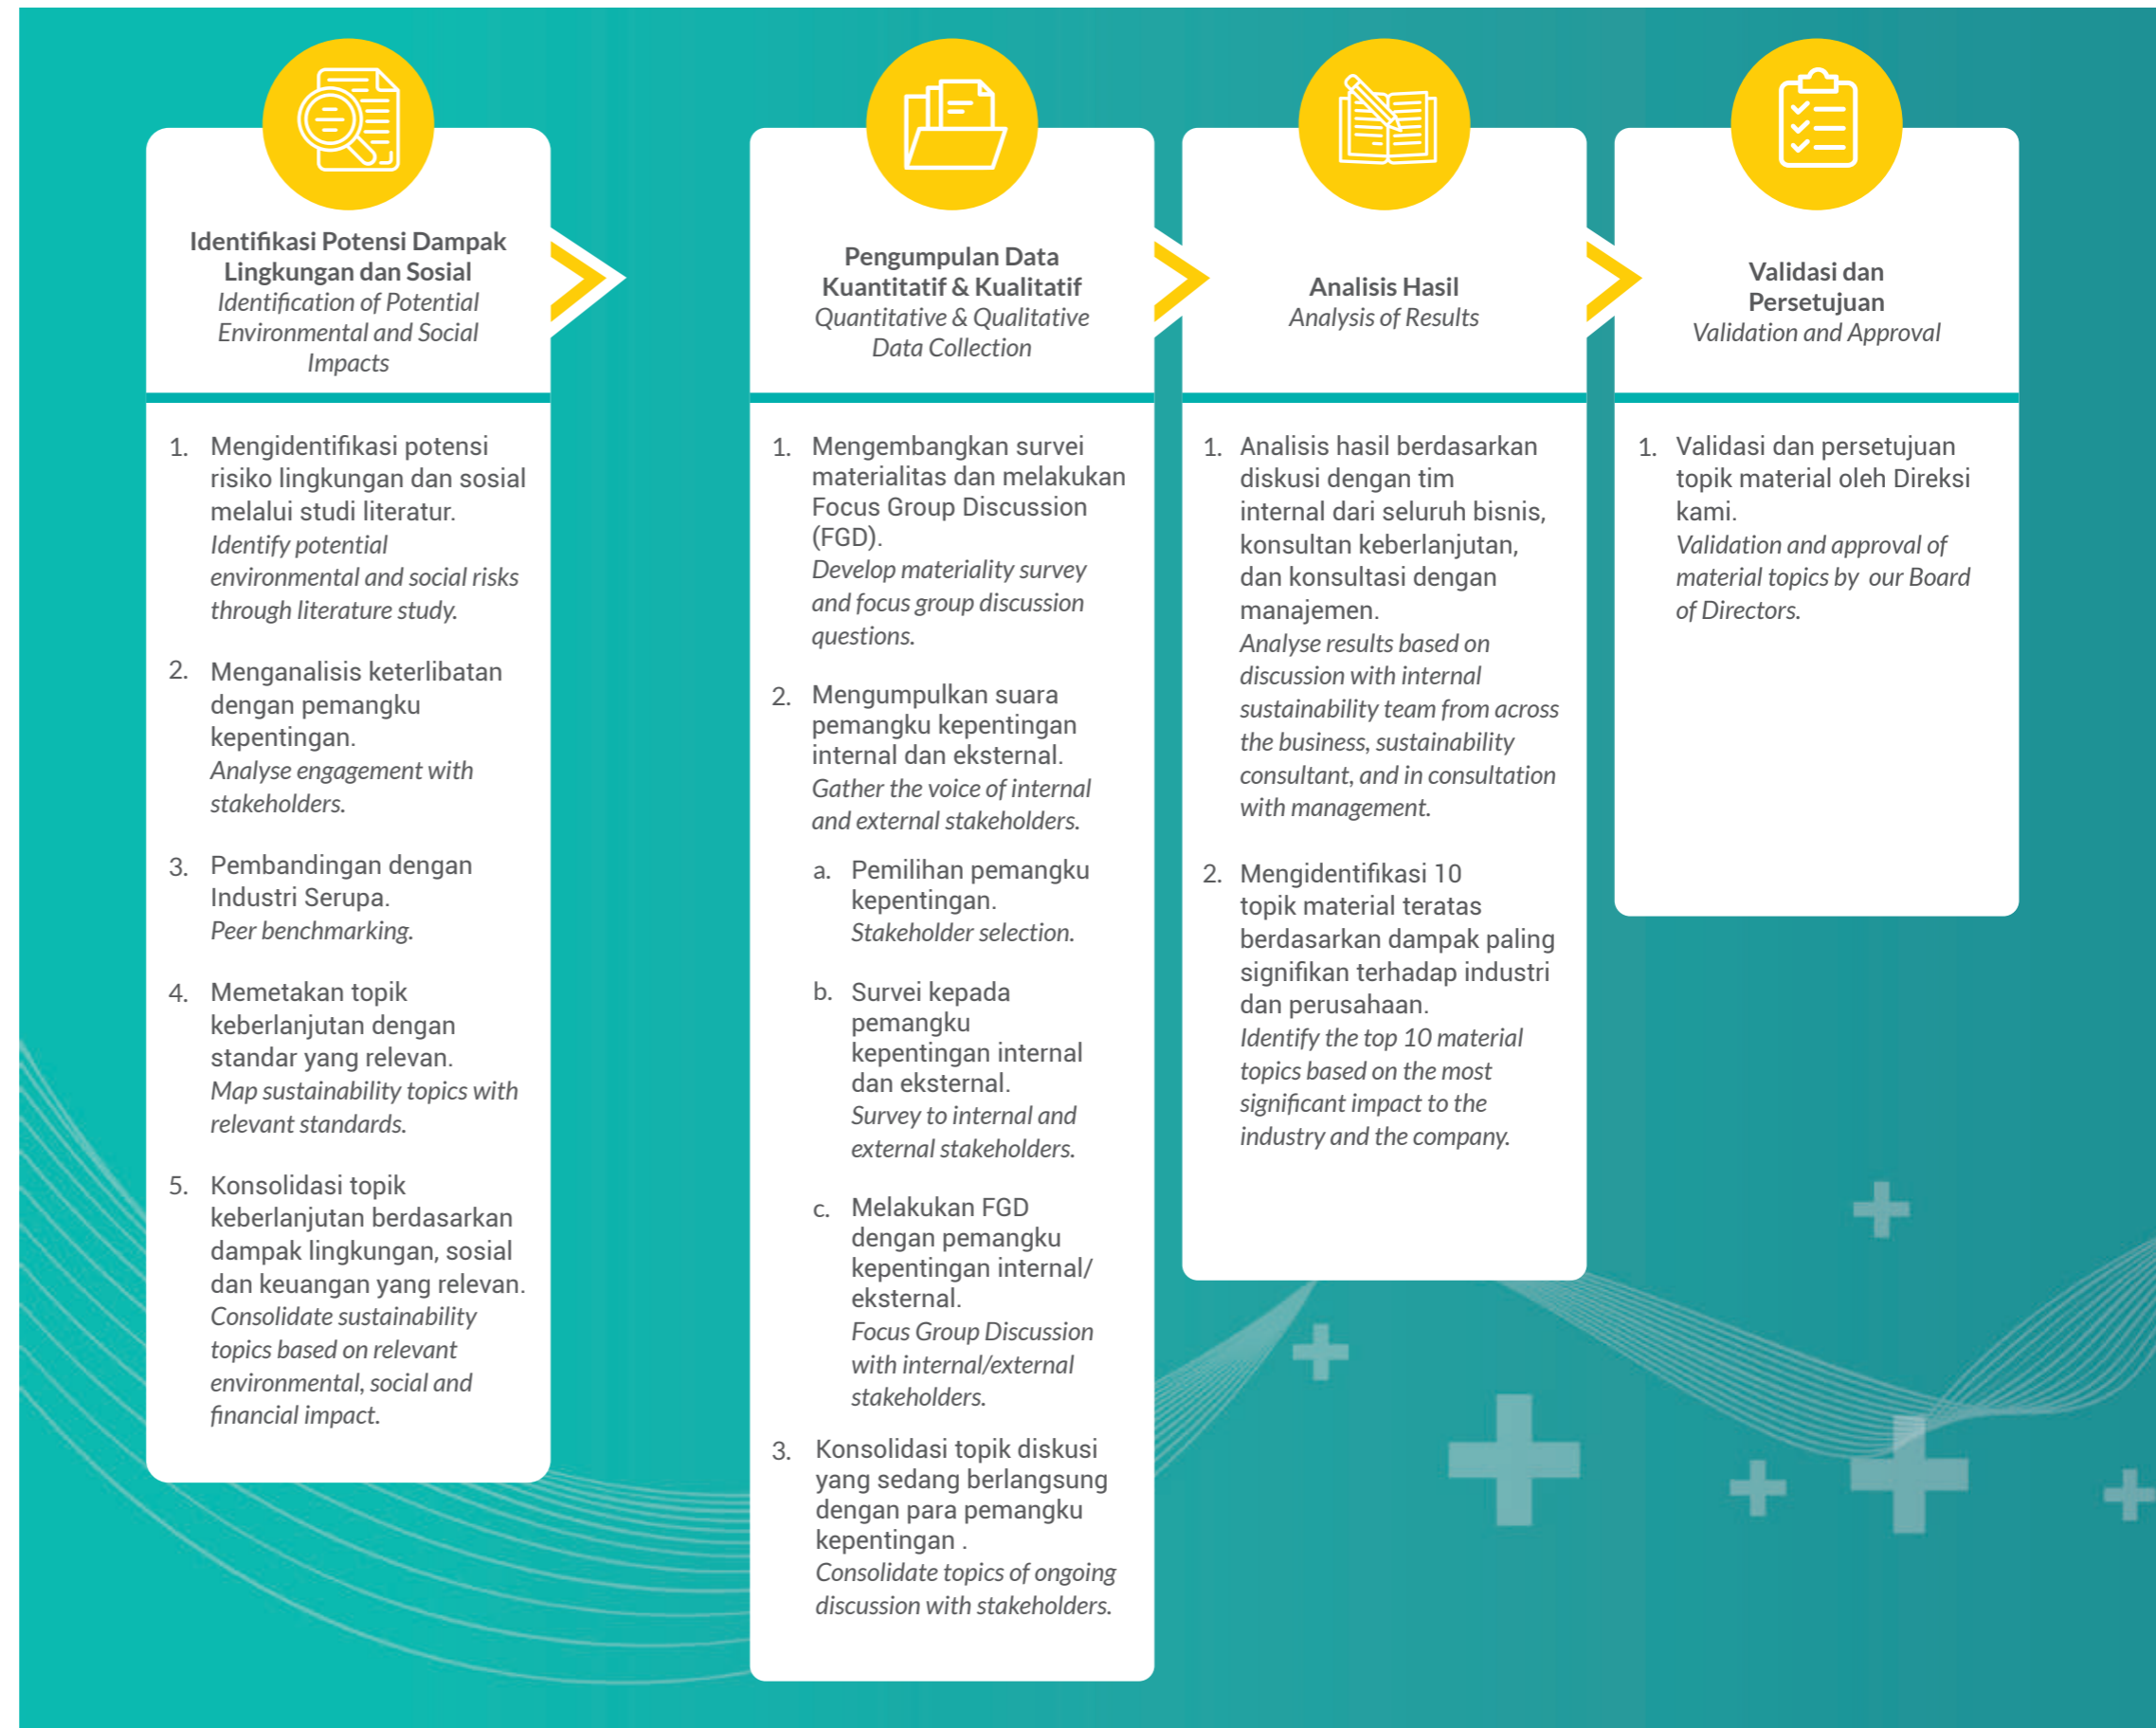 Identifikasi Potensi Dampak
Lingkungan dan Sosial
Identification of Potential
Environmental and Social
Impacts
1. Mengidentifikasi potensi
risiko lingkungan dan sosial
melalui studi literatur.
Identify potential
environmental and social risks
through literature study.
2. Menganalisis keterlibatan
dengan pemangku
kepentingan.
Analyse engagement with
stakeholders.
3. Pembandingan dengan
Industri Serupa.
Peer benchmarking.
4. Memetakan topik
keberlanjutan dengan
standar yang relevan.
Map sustainability topics with
relevant standards.
5. Konsolidasi topik
keberlanjutan berdasarkan
dampak lingkungan, sosial
dan keuangan yang relevan.
Consolidate sustainability
topics based on relevant
environmental, social and
financial impact.
Pengumpulan Data
Kuantitatif & Kualitatif
Quantitative & Qualitative
Data Collection
1. Mengembangkan survei
materialitas dan melakukan
Focus Group Discussion
(FGD).
Develop materiality survey
and focus group discussion
questions.
2. Mengumpulkan suara
pemangku kepentingan
internal dan eksternal.
Gather the voice of internal
and external stakeholders.
a. Pemilihan pemangku
kepentingan.
Stakeholder selection.
b. Survei kepada
pemangku
kepentingan internal
dan eksternal.
Survey to internal and
external stakeholders.
c. Melakukan FGD
dengan pemangku
kepentingan internal/
eksternal.
Focus Group Discussion
with internal/external
stakeholders.
3. Konsolidasi topik diskusi
yang sedang berlangsung
dengan para pemangku
kepentingan .
Consolidate topics of ongoing
discussion with stakeholders.
Analisis Hasil
Analysis of Results
1. Analisis hasil berdasarkan
diskusi dengan tim
internal dari seluruh bisnis,
konsultan keberlanjutan,
dan konsultasi dengan
manajemen.
Analyse results based on
discussion with internal
sustainability team from across
the business, sustainability
consultant, and in consultation
with management.
2. Mengidentifikasi 10
topik material teratas
berdasarkan dampak paling
signifikan terhadap industri
dan perusahaan.
Identify the top 10 material
topics based on the most
significant impact to the
industry and the company.
Validasi dan
Persetujuan
Validation and Approval
1. Validasi dan persetujuan
topik material oleh Direksi
kami.
Validation and approval of
material topics by our Board
of Directors.